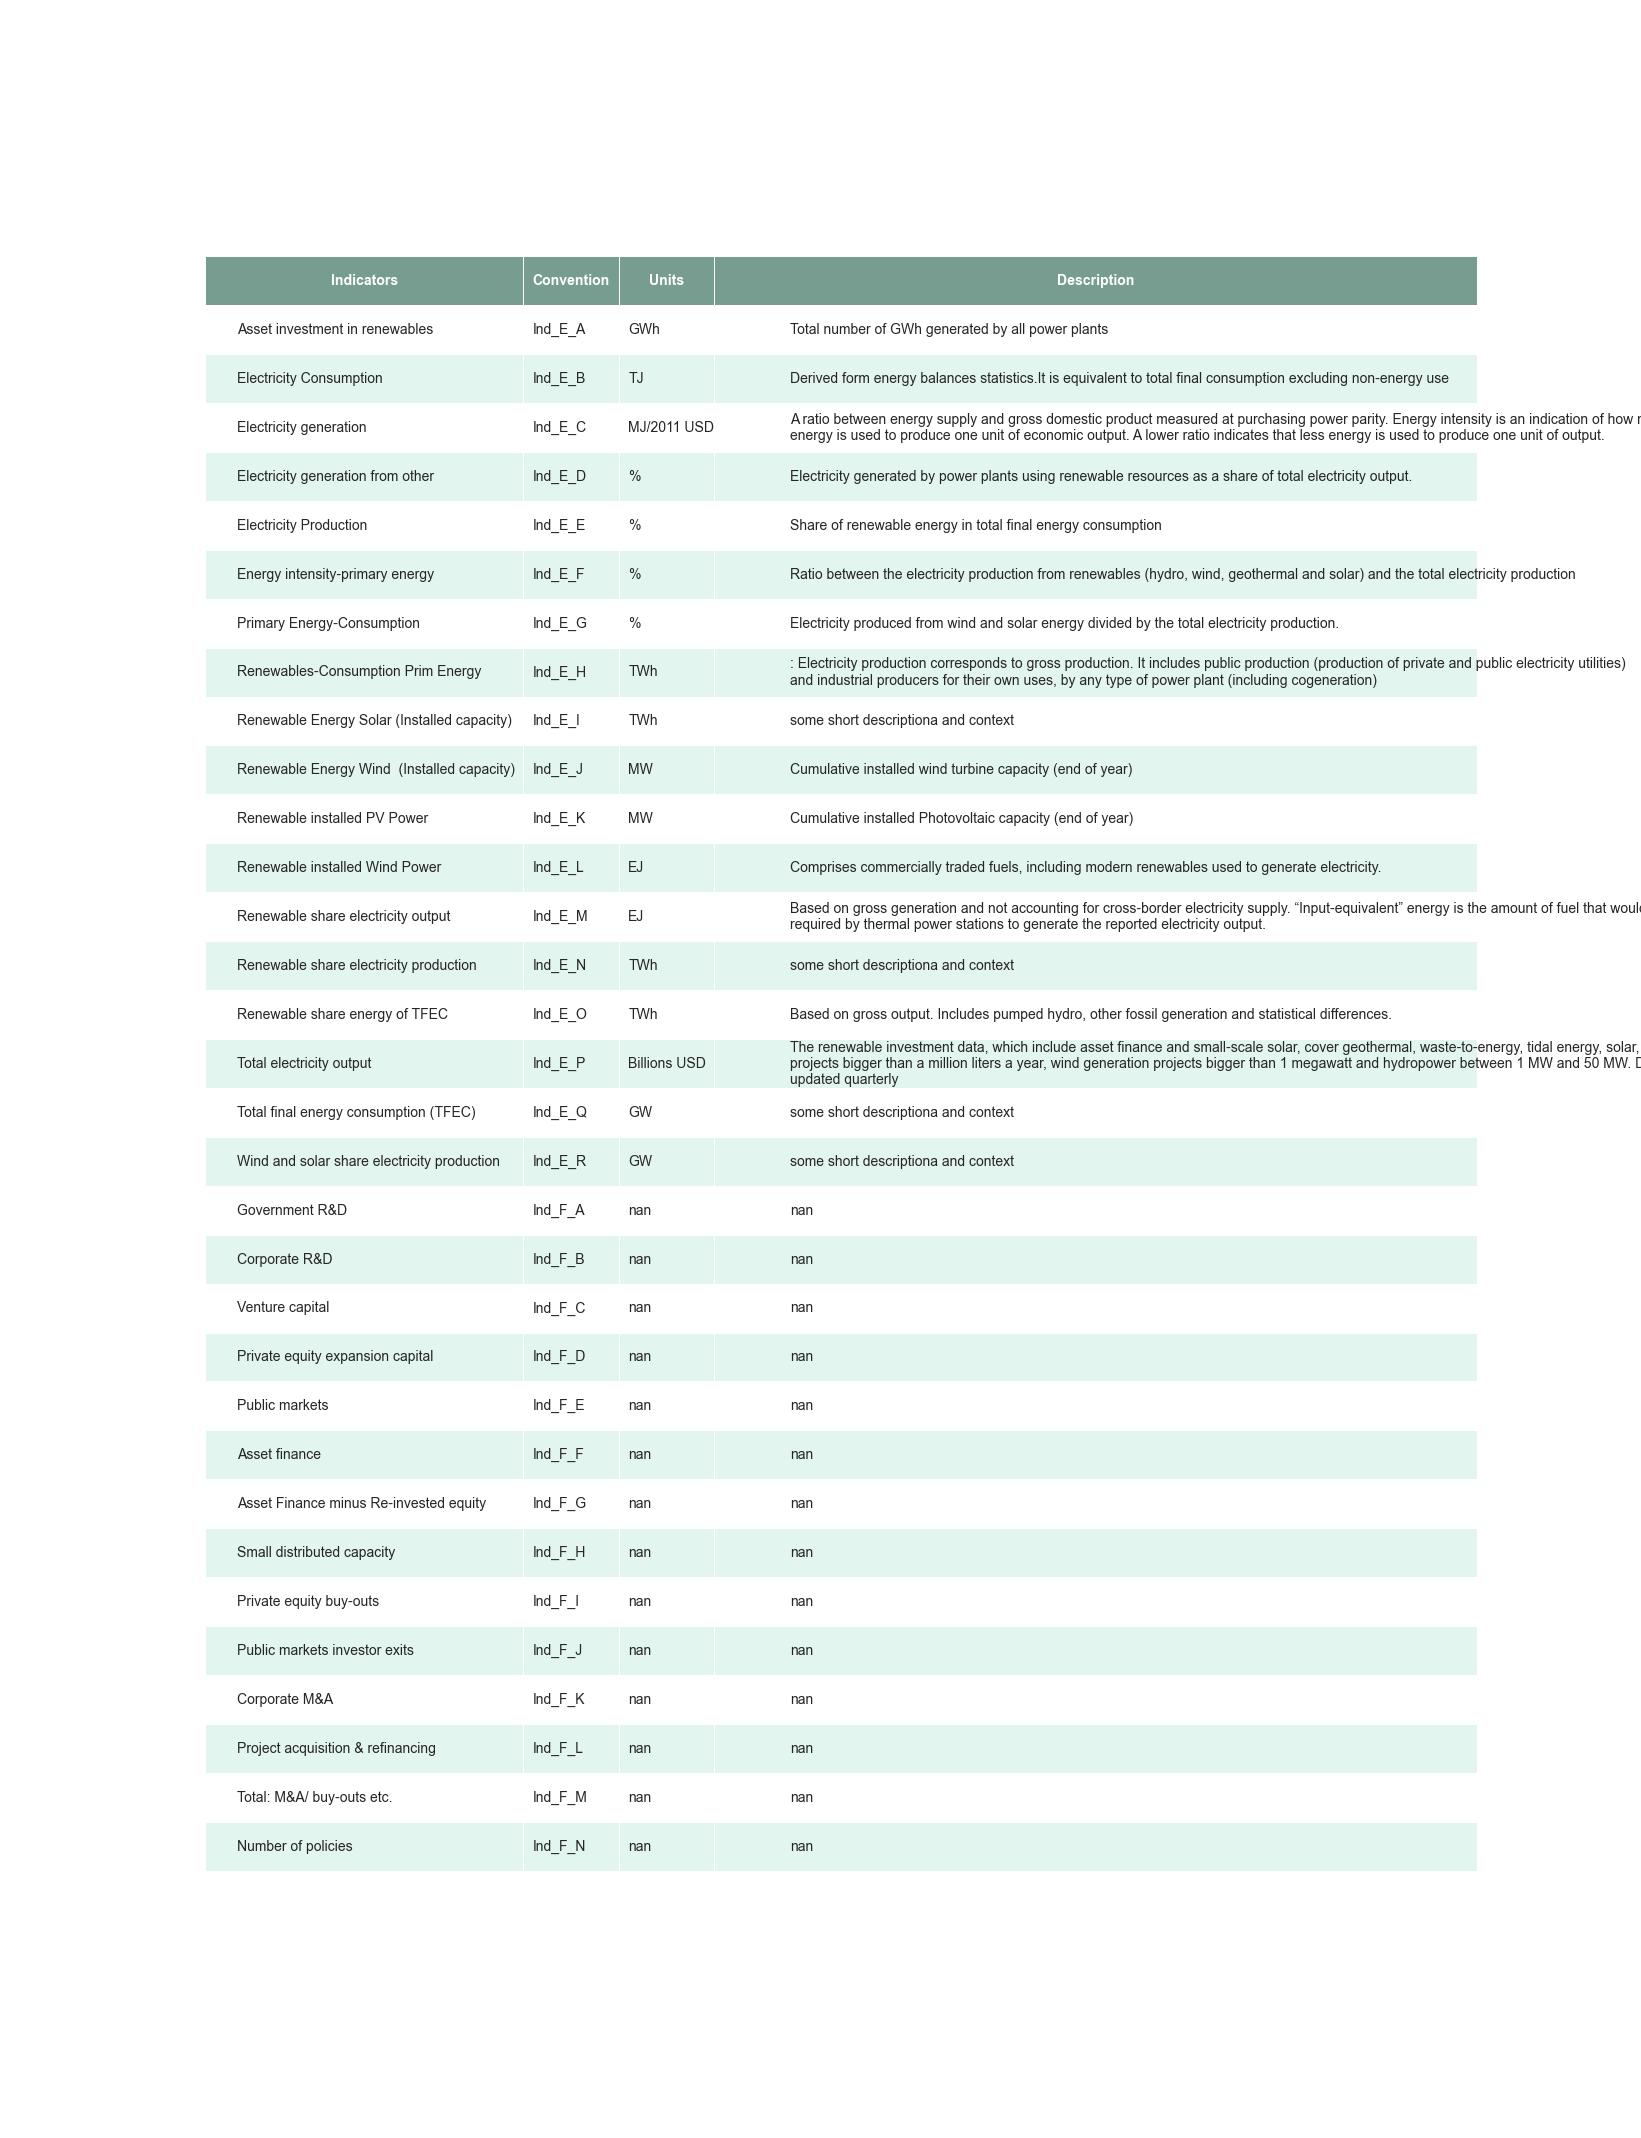 Indicators Convention Units Description
Asset investment in renewables Ind_E_A GWh Total number of GWh generated by all power plants
Electricity Consumption Ind_E_B TJ Derived form energy balances statistics.It is equivalent to total final consumption excluding non-energy use
Electricity generation Ind_E_C MJ/2011 USD A ratio between energy supply and gross domestic product measured at purchasing power parity. Energy intensity is an indication of how
energy is used to produce one unit of economic output. A lower ratio indicates that less energy is used to produce one unit of output.
Electricity generation from other Ind_E_D % Electricity generated by power plants using renewable resources as a share of total electricity output.
Electricity Production Ind_E_E % Share of renewable energy in total final energy consumption
Energy intensity-primary energy Ind_E_F % Ratio between the electricity production from renewables (hydro, wind, geothermal and solar) and the total electricity production
Primary Energy-Consumption Ind_E_G % Electricity produced from wind and solar energy divided by the total electricity production.
Renewables-Consumption Prim Energy Ind_E_H TWh : Electricity production corresponds to gross production. It includes public production (production of private and public electricity utilities)
and industrial producers for their own uses, by any type of power plant (including cogeneration)
Renewable Energy Solar (Installed capacity) Ind_E_I TWh some short descriptiona and context
Renewable Energy Wind  (Installed capacity) Ind_E_J MW Cumulative installed wind turbine capacity (end of year)
Renewable installed PV Power Ind_E_K MW Cumulative installed Photovoltaic capacity (end of year)
Renewable installed Wind Power Ind_E_L EJ Comprises commercially traded fuels, including modern renewables used to generate electricity.
Renewable share electricity output Ind_E_M EJ Based on gross generation and not accounting for cross-border electricity supply. “Input-equivalent” energy is the amount of fuel that
required by thermal power stations to generate the reported electricity output.
Renewable share electricity production Ind_E_N TWh some short descriptiona and context
Renewable share energy of TFEC Ind_E_O TWh Based on gross output. Includes pumped hydro, other fossil generation and statistical differences.
Total electricity output Ind_E_P Billions USD The renewable investment data, which include asset finance and small-scale solar, cover geothermal, waste-to-energy, tidal energy, solar,
projects bigger than a million liters a year, wind generation projects bigger than 1 megawatt and hydropower between 1 MW and 50 MW.
updated quarterly
Total final energy consumption (TFEC) Ind_E_Q GW some short descriptiona and context
Wind and solar share electricity production Ind_E_R GW some short descriptiona and context
Government R&D Ind_F_A nan nan
Corporate R&D Ind_F_B nan nan
Venture capital Ind_F_C nan nan
Private equity expansion capital Ind_F_D nan nan
Public markets Ind_F_E nan nan
Asset finance Ind_F_F nan nan
Asset Finance minus Re-invested equity Ind_F_G nan nan
Small distributed capacity Ind_F_H nan nan
Private equity buy-outs Ind_F_I nan nan
Public markets investor exits Ind_F_J nan nan
Corporate M&A Ind_F_K nan nan
Project acquisition & refinancing Ind_F_L nan nan
Total: M&A/ buy-outs etc. Ind_F_M nan nan
Number of policies Ind_F_N nan nan